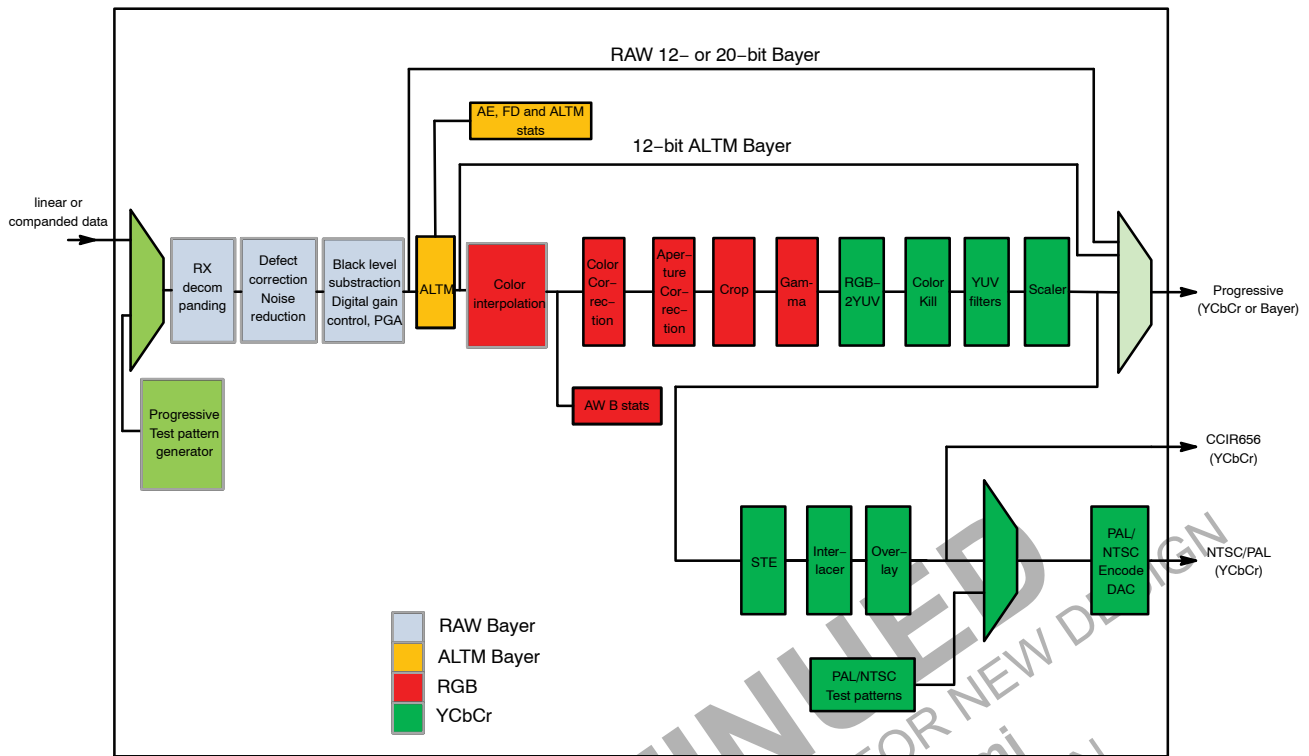 RAW 12- or 20-bit Bayer
AE, FD and ALTM
stats
12-bit ALTM Bayer
linear or
companded data
RX
decom
panding
Defect
correction
Noise
reduction
Black level
substraction
Digital gain
control, PGA
ALTM
Color
interpolation
Color
Cor-
rec-
tion
Aper-
ture
Cor-
rec-
tion
Crop
Gam-
ma
RGB-
2YUV
Color
Kill
YUV
filters
Scaler
Progressive
(YCbCr or Bayer)
Progressive
Test pattern
generator
AW B stats
CCIR656
(YCbCr)
STE
Inter-
lacer
Over-
lay
PAL/
NTSC
Encode
DAC
NTSC/PAL
(YCbCr)
PAL/NTSC
Test patterns
RAW Bayer
ALTM Bayer
RGB
YCbCr
FOR NEW DESIGN